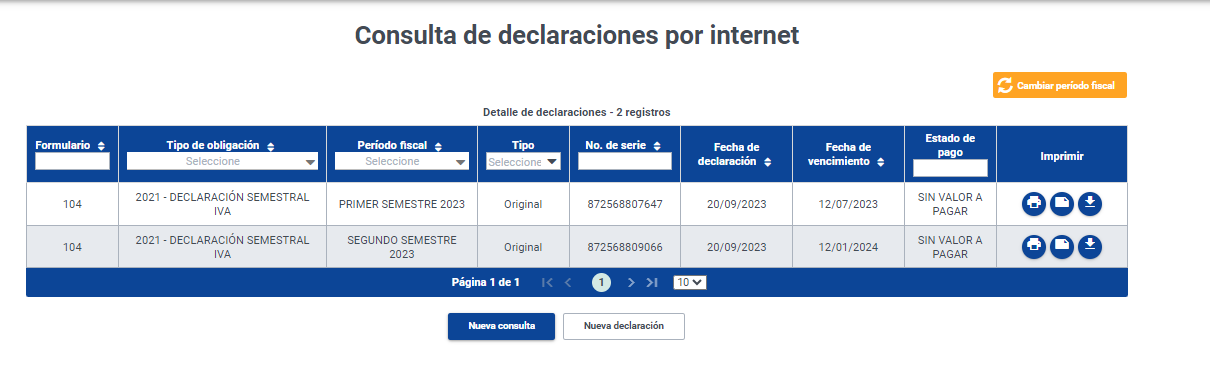 Consulta de declaraciones por internet
Cambiar período fiscal
Detalle de declaraciones - 2 registros
Formulario
Tipo de obligación
Seleccione
Período fiscal
Seleccione
Tipo
Seleccione
No. de serie
Fecha de
declaración
Fecha de
vencimiento
Estado de
pago
Imprimir
104
2021 - DECLARACIÓN SEMESTRAL
IVA
PRIMER SEMESTRE 2023
Original
872568807647
20/09/2023
12/07/2023
SIN VALOR A
PAGAR
104
2021 - DECLARACIÓN SEMESTRAL
IVA
SEGUNDO SEMESTRE
2023
Original
872568809066
20/09/2023
12/01/2024
SIN VALOR A
PAGAR
Página 1 de 1
1
10
Nueva consulta
Nueva declaración